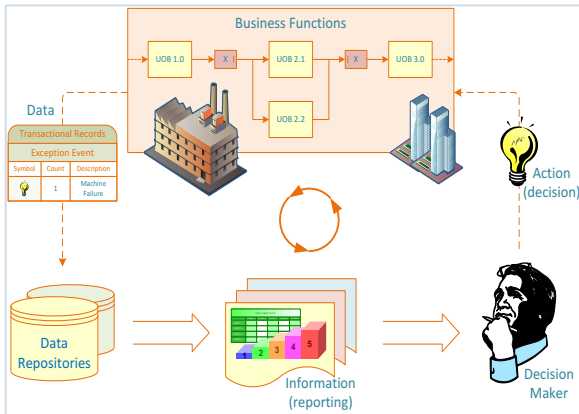 Business Functions
UOB 1.0
X
UOB 2.1
X
UOB 3.0
UOB 2.2
Data
Transactional Records
Exception Event
Symbol Count Description
1 Machine
Failure
Action
(decision)
Data
Repositories
1 2 3 4 5
Information
(reporting)
Decision
Maker